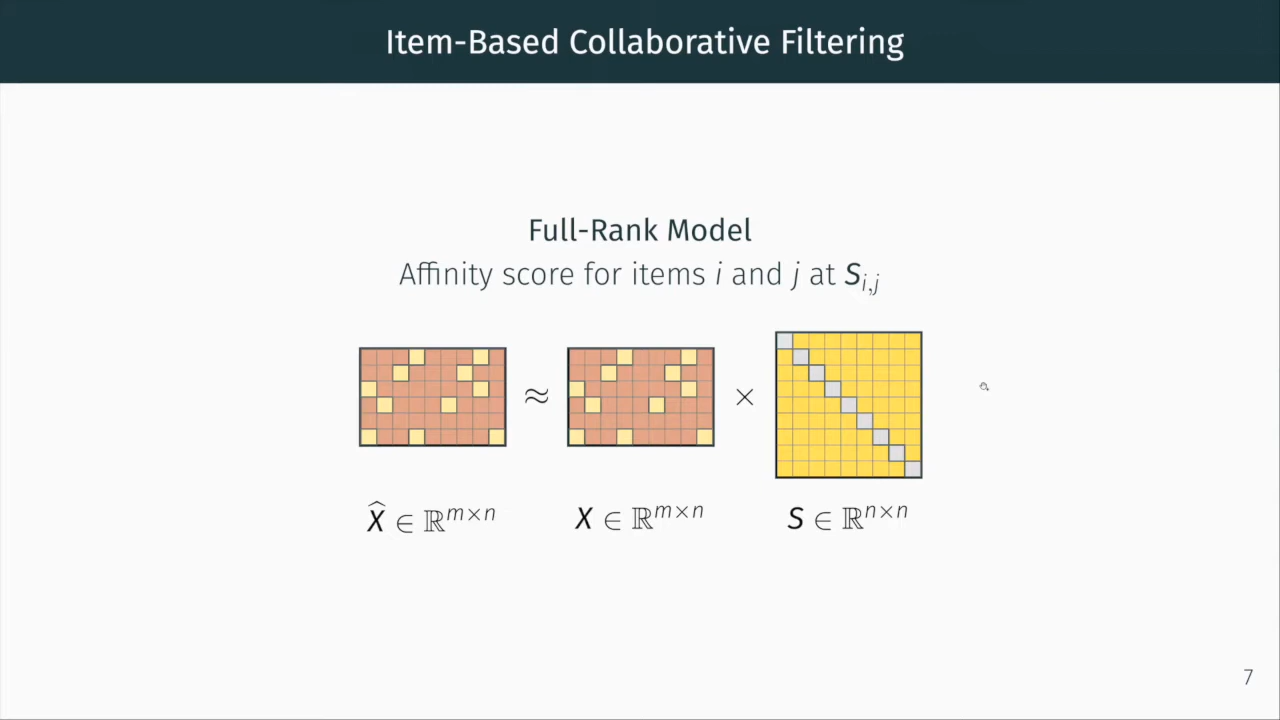 Item-Based Collaborative Filtering
Full-Rank Model
Affinity score for items i and j at S_{i,j}
≈ ×
X̂ ∈ ℝ^{m×n} X ∈ ℝ^{m×n} S ∈ ℝ^{n×n}
7